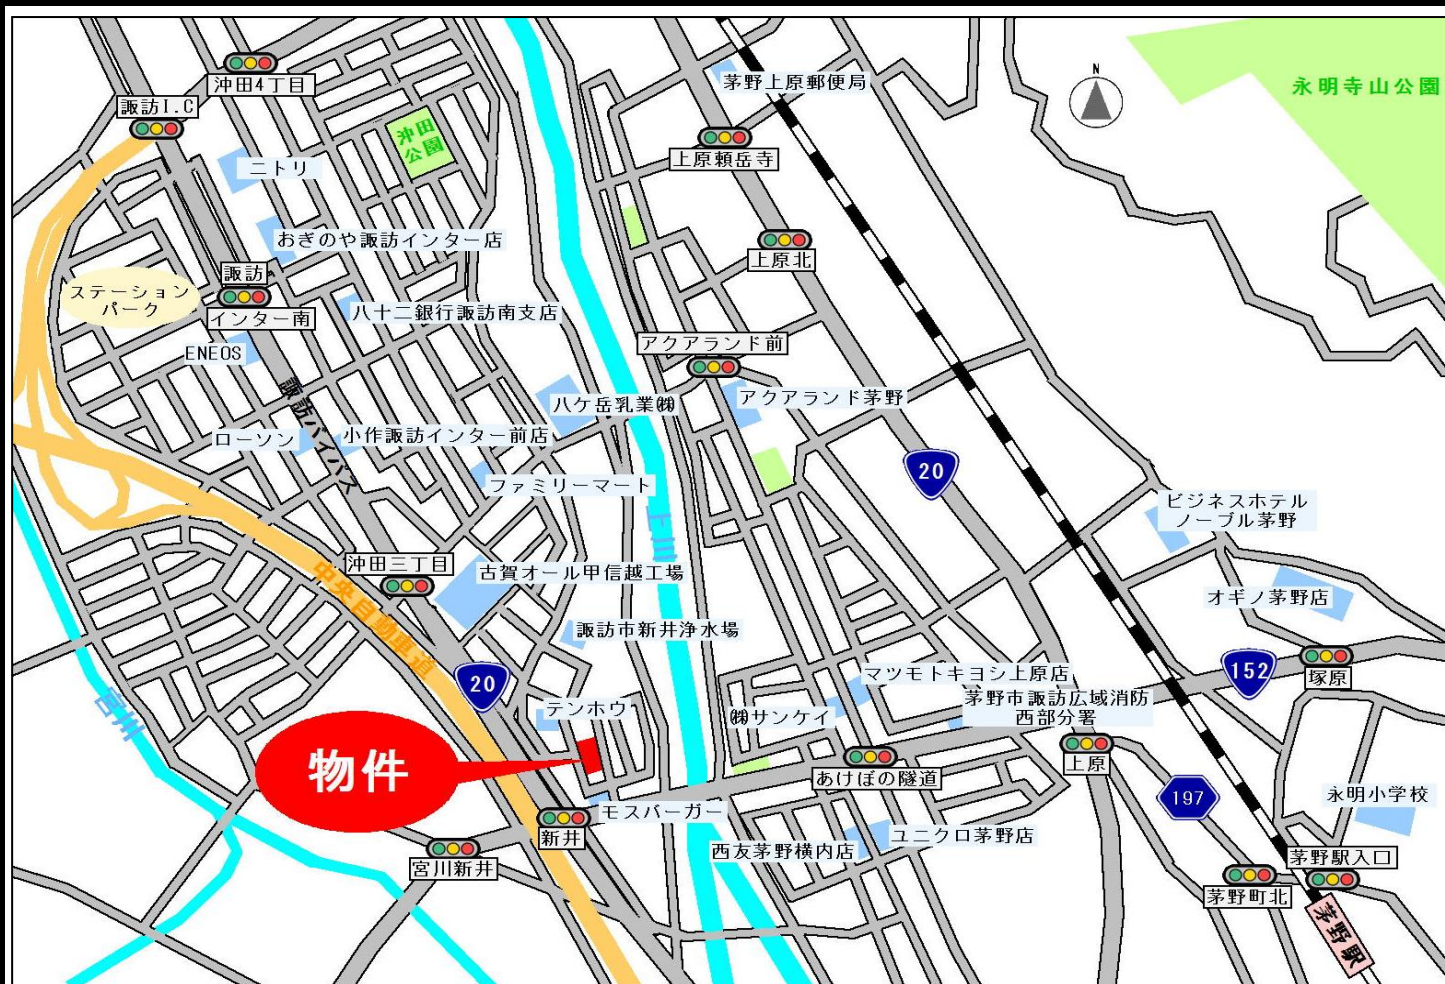 沖田4丁目
諏訪I.C
沖田
公園
ニトリ
おぎのや諏訪インター店
ステーション
パーク
諏訪
インター南
八十二銀行諏訪南支店
ENEOS
諏訪バイパス
ローソン
小作諏訪インター前店
八ケ岳乳業㈱
ファミリーマート
茅野上原郵便局
上原頼岳寺
上原北
アクアランド前
アクアランド茅野
N
永明寺山公園
20
上川
ビジネスホテル
ノーブル茅野
オギノ茅野店
沖田三丁目
古賀オール甲信越工場
中央自動車道
諏訪市新井浄水場
20
宮川
テンホウ
物件
マツモトキヨシ上原店
㈱サンケイ
茅野市諏訪広域消防
西部分署
152
塚原
上原
あけぼの隧道
197
永明小学校
モスバーガー
新井
宮川新井
西友茅野横内店
ユニクロ茅野店
茅野駅入口
茅野町北
茅野駅